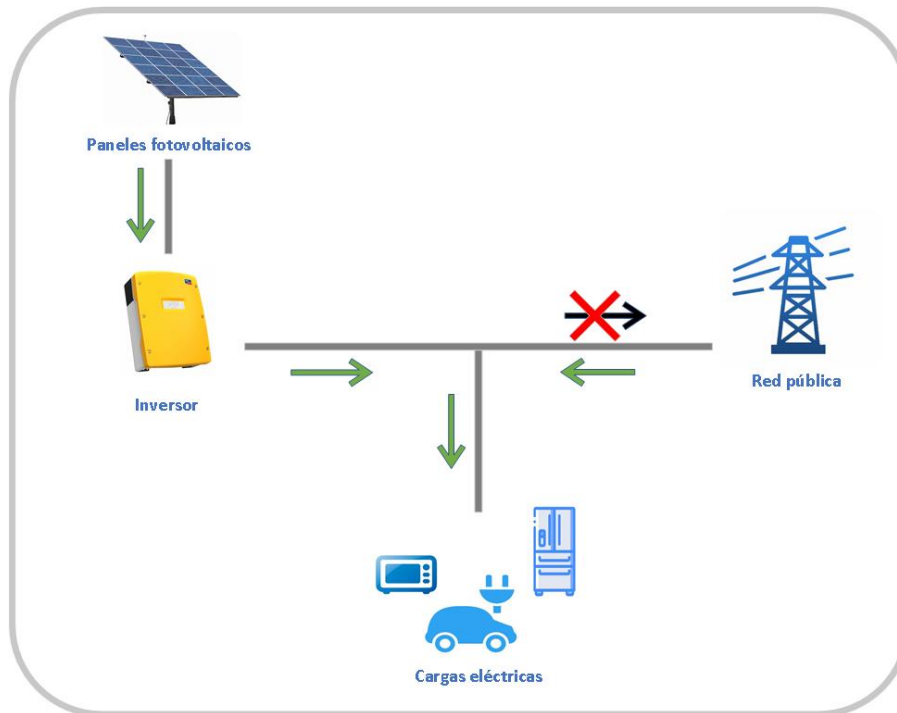 Paneles fotovoltaicos
Inversor
Red pública
Cargas eléctricas